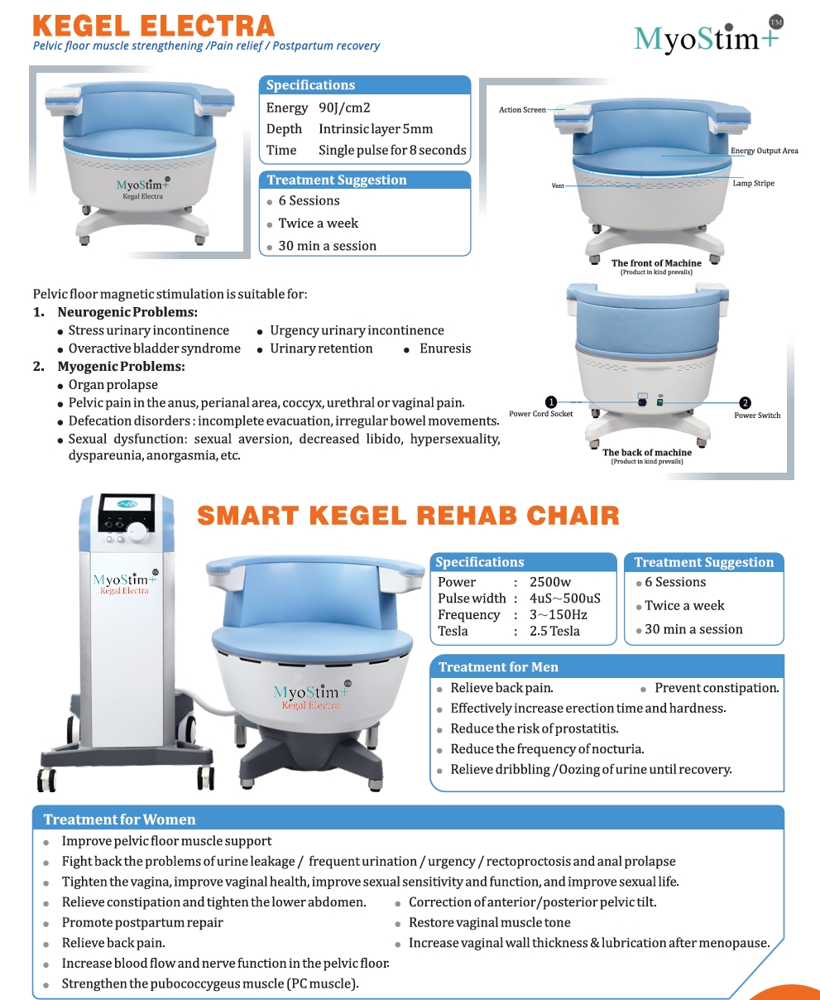 KEGEL ELECTRA
Pelvic floor muscle strengthening /Pain relief / Postpartum recovery
MyoStim+ TM
Specifications
Energy 90J/cm2
Depth Intrinsic layer 5mm
Time Single pulse for 8 seconds
Treatment Suggestion
• 6 Sessions
• Twice a week
• 30 min a session
MyoStim+ TM
Kegal Electra
Action Screen
Energy Output Area
Lamp Stripe
Vent
The front of Machine
(Product in kind prevails)
1
Power Cord Socket
2
Power Switch
The back of machine
(Product in kind prevails)
Pelvic floor magnetic stimulation is suitable for:
1. Neurogenic Problems:
• Stress urinary incontinence • Urgency urinary incontinence
• Overactive bladder syndrome • Urinary retention • Enuresis
2. Myogenic Problems:
• Organ prolapse
• Pelvic pain in the anus, perianal area, coccyx, urethral or vaginal pain.
• Defecation disorders : incomplete evacuation, irregular bowel movements.
• Sexual dysfunction: sexual aversion, decreased libido, hypersexuality,
dyspareunia, anorgasmia, etc.
SMART KEGEL REHAB CHAIR
MyoStim+ TM
Kegal Electra
MyoStim+ TM
Kegal Electra
Specifications
Power : 2500w
Pulse width : 4uS~500uS
Frequency : 3~150Hz
Tesla : 2.5 Tesla
Treatment Suggestion
• 6 Sessions
• Twice a week
• 30 min a session
Treatment for Men
• Relieve back pain. • Prevent constipation.
• Effectively increase erection time and hardness.
• Reduce the risk of prostatitis.
• Reduce the frequency of nocturia.
• Relieve dribbling /Oozing of urine until recovery.
Treatment for Women
• Improve pelvic floor muscle support
• Fight back the problems of urine leakage / frequent urination / urgency / rectoproctosis and anal prolapse
• Tighten the vagina, improve vaginal health, improve sexual sensitivity and function, and improve sexual life.
• Relieve constipation and tighten the lower abdomen. • Correction of anterior/posterior pelvic tilt.
• Promote postpartum repair • Restore vaginal muscle tone
• Relieve back pain. • Increase vaginal wall thickness & lubrication after menopause.
• Increase blood flow and nerve function in the pelvic floor.
• Strengthen the pubococcygeus muscle (PC muscle).